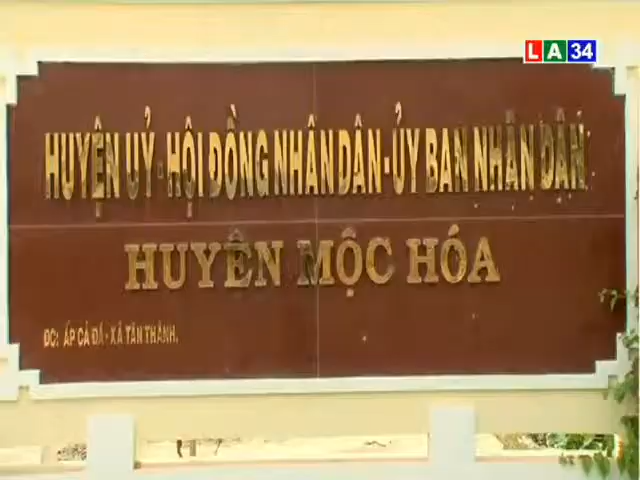 LA34
HUYỆN UỶ - HỘI ĐỒNG NHÂN DÂN - ỦY BAN NHÂN DÂN
HUYỆN MỘC HÓA
ĐC: ẤP CÁ ĐÁ - XÃ TÂN THÀNH.